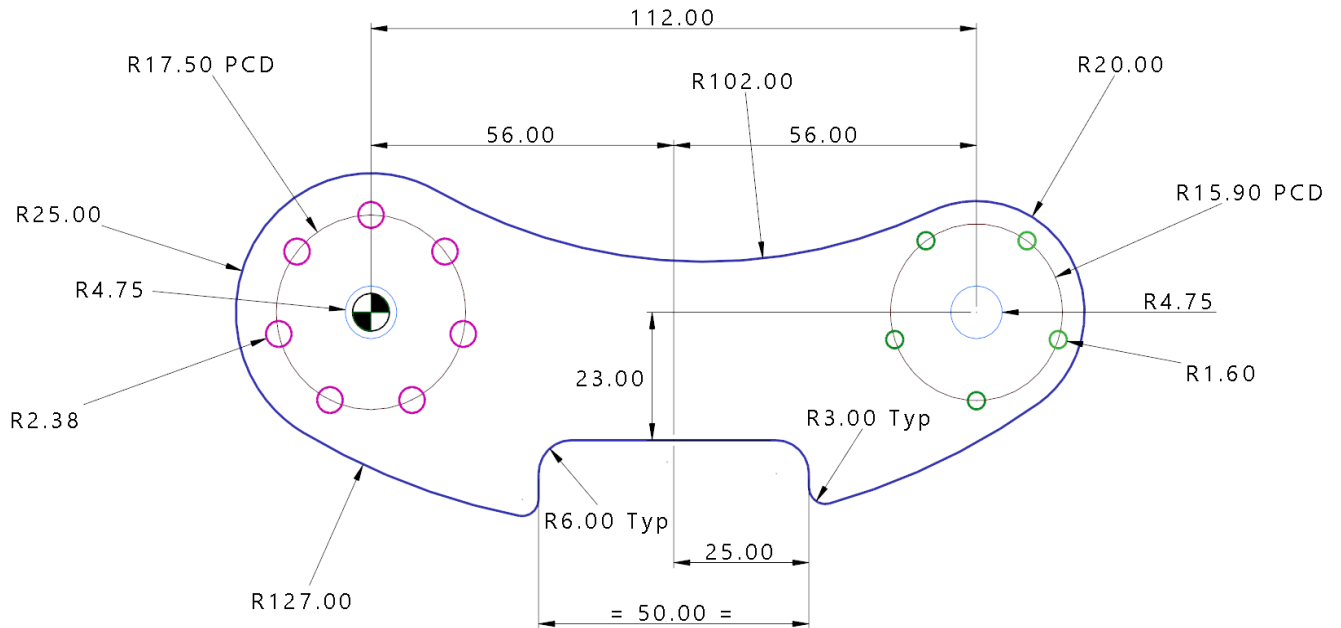 112.00
R17.50 PCD
R20.00
R102.00
56.00
56.00
R15.90 PCD
R25.00
R4.75
R4.75
23.00
R1.60
R2.38
R3.00 Typ
R6.00 Typ
25.00
R127.00
= 50.00 =